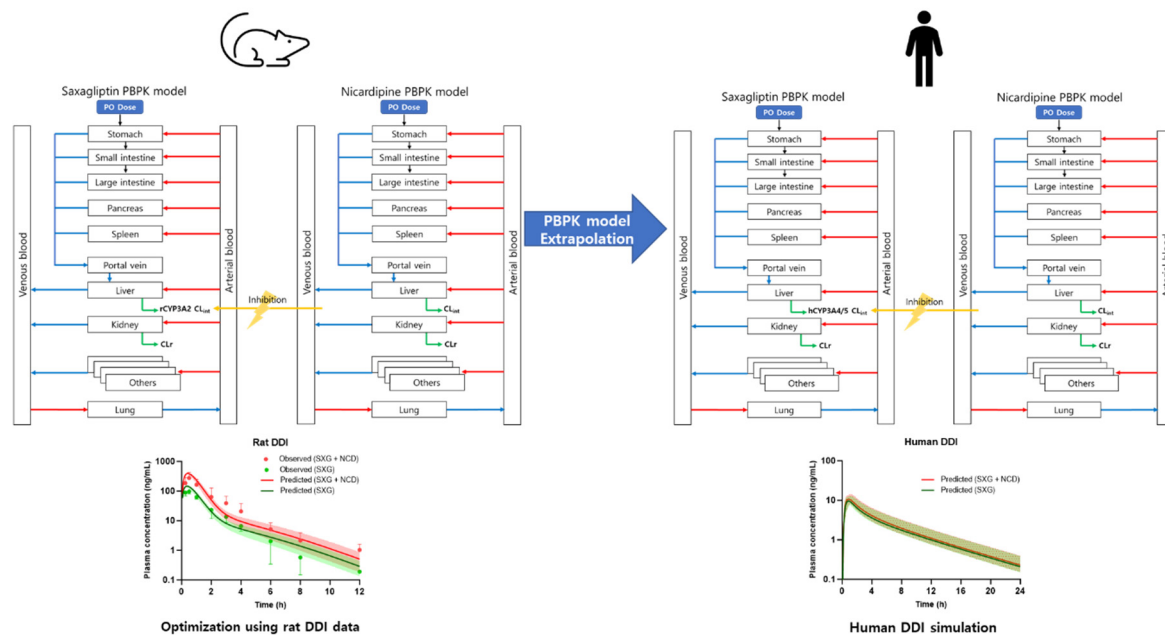 Saxagliptin PBPK model
PO Dose
Stomach
Small intestine
Large intestine
Pancreas
Spleen
Portal vein
Liver
rCYP3A2 CLint
Kidney
CLr
Others
Lung
Venous blood
Arterial blood
Inhibition
Nicardipine PBPK model
PO Dose
Stomach
Small intestine
Large intestine
Pancreas
Spleen
Portal vein
Liver
CLint
Kidney
CLr
Others
Lung
Venous blood
Arterial blood
PBPK model
Extrapolation
Saxagliptin PBPK model
PO Dose
Stomach
Small intestine
Large intestine
Pancreas
Spleen
Portal vein
Liver
hCYP3A4/5 CLint
Kidney
CLr
Others
Lung
Venous blood
Arterial blood
Inhibition
Nicardipine PBPK model
PO Dose
Stomach
Small intestine
Large intestine
Pancreas
Spleen
Portal vein
Liver
CLint
Kidney
CLr
Others
Lung
Venous blood
Arterial blood
Rat DDI
Observed (SXG + NCD)
Observed (SXG)
Predicted (SXG + NCD)
Predicted (SXG)
Plasma concentration (ng/mL)
1000
100
10
1
0.1
0 2 4 6 8 10 12
Time (h)
Optimization using rat DDI data
Human DDI
Predicted (SXG + NCD)
Predicted (SXG)
Plasma concentration (ng/mL)
100
10
1
0.1
0 4 8 12 16 20 24
Time (h)
Human DDI simulation